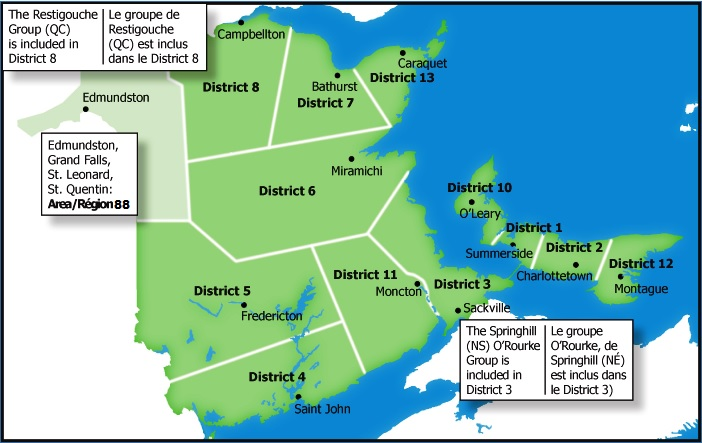 The Restigouche
Group (QC)
is included in
District 8
Le groupe de
Restigouche
(QC) est inclus
dans le District 8
Campbellton
Caraquet
District 13
Bathurst
District 7
District 8
Edmundston
Edmundston,
Grand Falls,
St. Leonard,
St. Quentin:
Area/Région 88
Miramichi
District 6
District 10
O'Leary
District 1
Summerside
District 2
Charlottetown
District 12
Montague
District 11
Moncton
District 3
Sackville
District 5
Fredericton
District 4
Saint John
The Springhill
(NS) O'Rourke
Group is
included in
District 3
Le groupe
O'Rourke, de
Springhill (NÉ)
est inclus dans
le District 3)